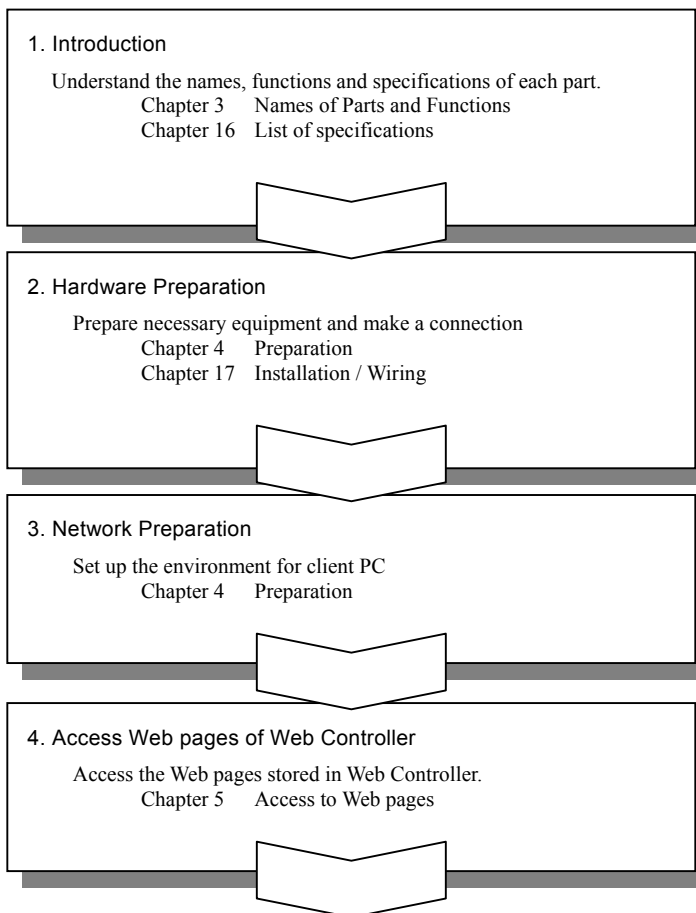 1. Introduction
Understand the names, functions and specifications of each part.
Chapter 3 Names of Parts and Functions
Chapter 16 List of specifications
2. Hardware Preparation
Prepare necessary equipment and make a connection
Chapter 4 Preparation
Chapter 17 Installation / Wiring
3. Network Preparation
Set up the environment for client PC
Chapter 4 Preparation
4. Access Web pages of Web Controller
Access the Web pages stored in Web Controller.
Chapter 5 Access to Web pages